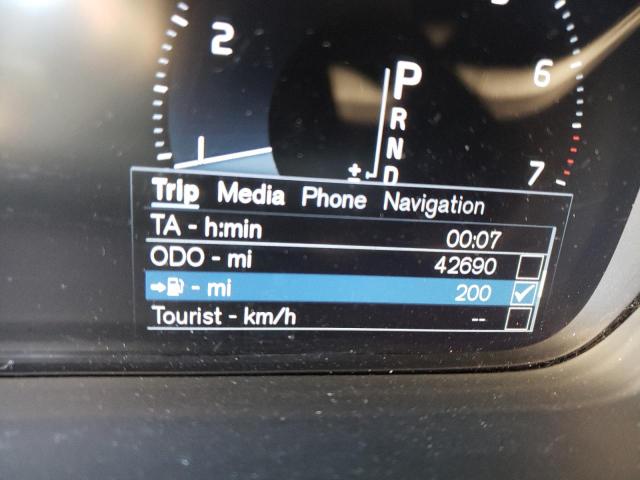 2
6
7
P
R
N
±
D
Trip Media Phone Navigation
TA - h:min 00:07
ODO - mi 42690
- mi 200
Tourist - km/h --